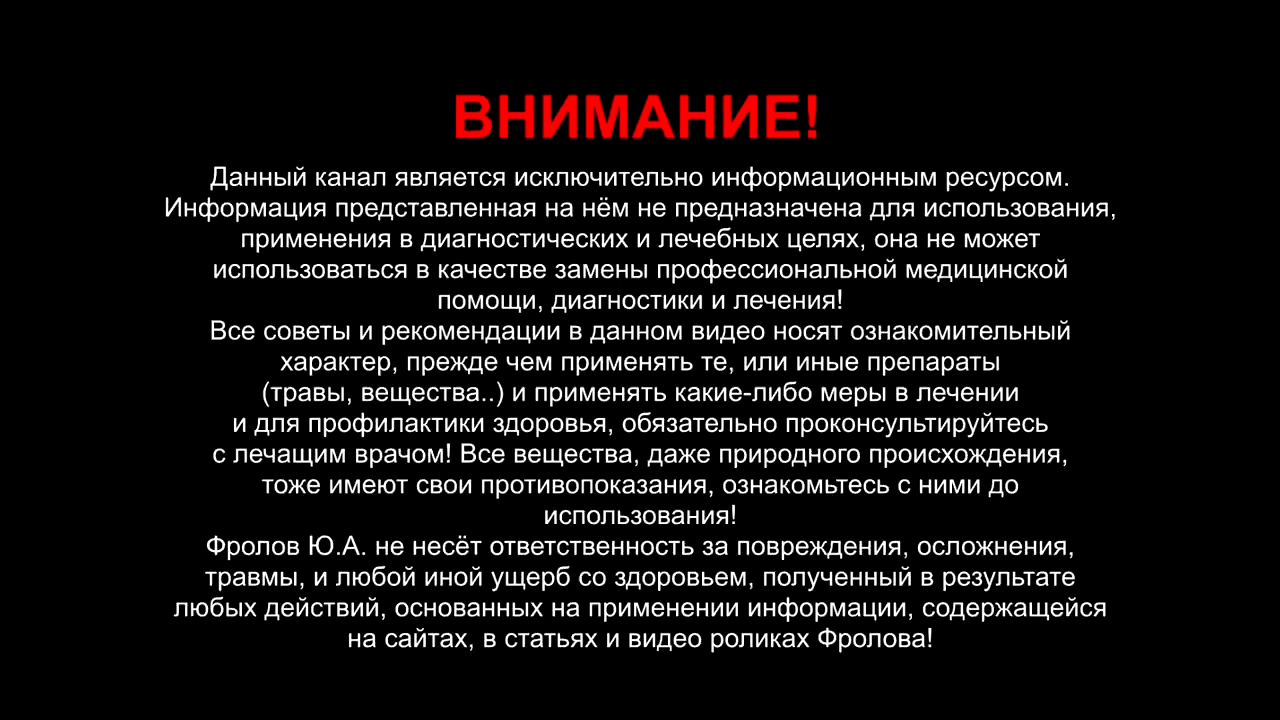 ВНИМАНИЕ!
Данный канал является исключительно информационным ресурсом.
Информация представленная на нём не предназначена для использования,
применения в диагностических и лечебных целях, она не может
использоваться в качестве замены профессиональной медицинской
помощи, диагностики и лечения!
Все советы и рекомендации в данном видео носят ознакомительный
характер, прежде чем применять те, или иные препараты
(травы, вещества..) и применять какие-либо меры в лечении
и для профилактики здоровья, обязательно проконсультируйтесь
с лечащим врачом! Все вещества, даже природного происхождения,
тоже имеют свои противопоказания, ознакомьтесь с ними до
использования!
Фролов Ю.А. не несёт ответственность за повреждения, осложнения,
травмы, и любой иной ущерб со здоровьем, полученный в результате
любых действий, основанных на применении информации, содержащейся
на сайтах, в статьях и видео роликах Фролова!